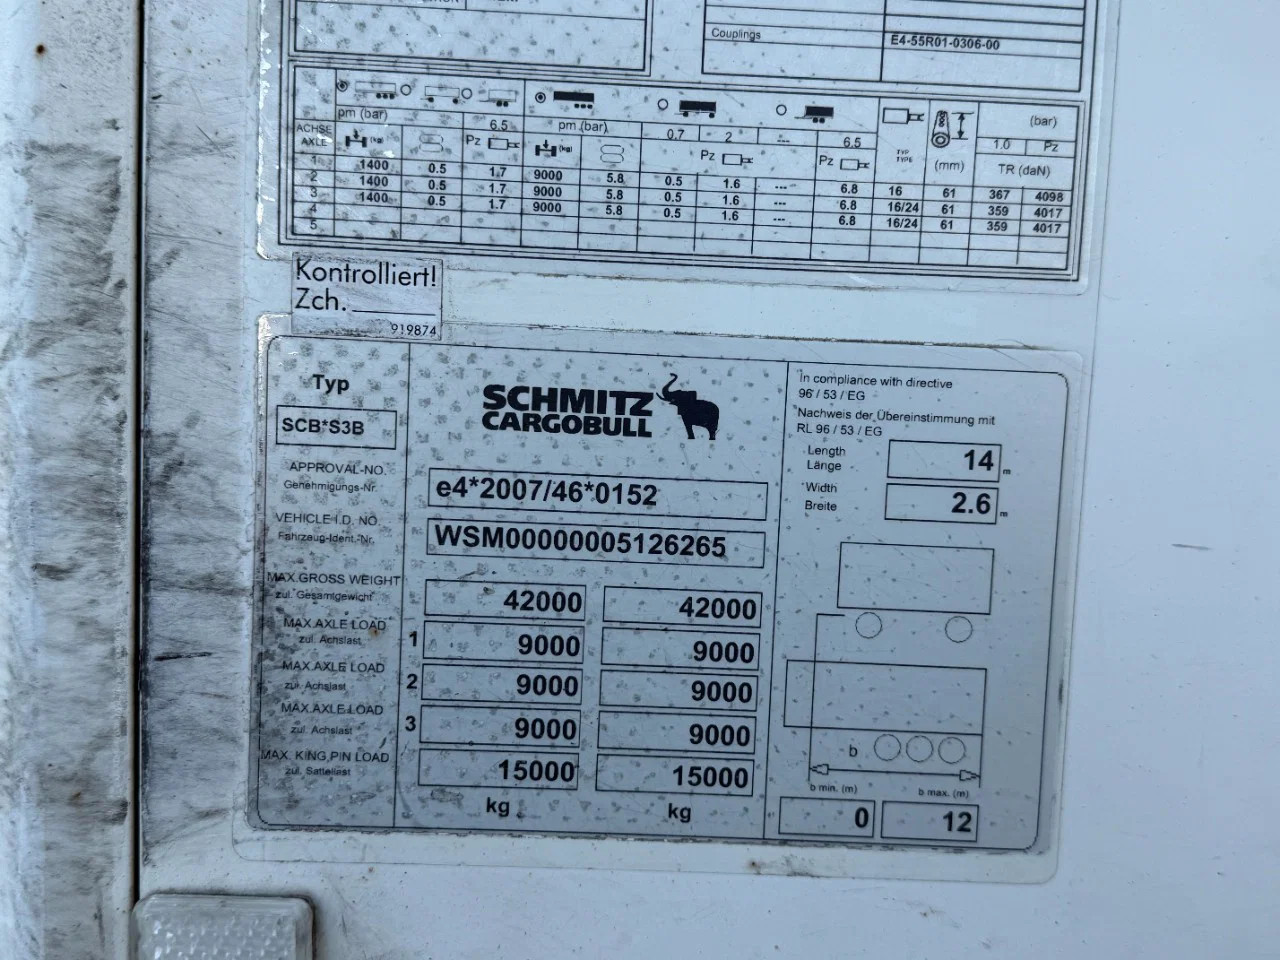 Couplings E4-55R01-0306-00
pm (bar) 6.5 pm (bar) 0.7 2 --- 6.5 (bar)
ACHSE
AXLE (kg) Pz (kg) Pz Pz TYP
TYPE (mm) 1.0 Pz
TR (daN)
1 1400 0.5 1.7 9000 5.8 0.5 1.6 --- 6.8 16 61 367 4098
2 1400 0.5 1.7 9000 5.8 0.5 1.6 --- 6.8 16/24 61 359 4017
3 1400 0.5 1.7 9000 5.8 0.5 1.6 --- 6.8 16/24 61 359 4017
4
5
Kontrolliert!
Zch.
919874
Typ
SCB*S3B
SCHMITZ
CARGOBULL
APPROVAL-NO.
Genehmigungs-Nr.
e4*2007/46*0152
VEHICLE I.D. NO.
Fahrzeug-Ident.-Nr.
WSM00000005126265
MAX.GROSS WEIGHT
zul. Gesamtgewicht
42000 42000
MAX.AXLE LOAD
zul. Achslast
1 9000 9000
MAX.AXLE LOAD
zul. Achslast
2 9000 9000
MAX.AXLE LOAD
zul. Achslast
3 9000 9000
MAX. KING PIN LOAD
zul. Sattellast
15000 15000
kg kg
In compliance with directive
96 / 53 / EG
Nachweis der Übereinstimmung mit
RL 96 / 53 / EG
Length
Länge
14 m
Width
Breite
2.6 m
b
b min. (m) b max. (m)
0 12